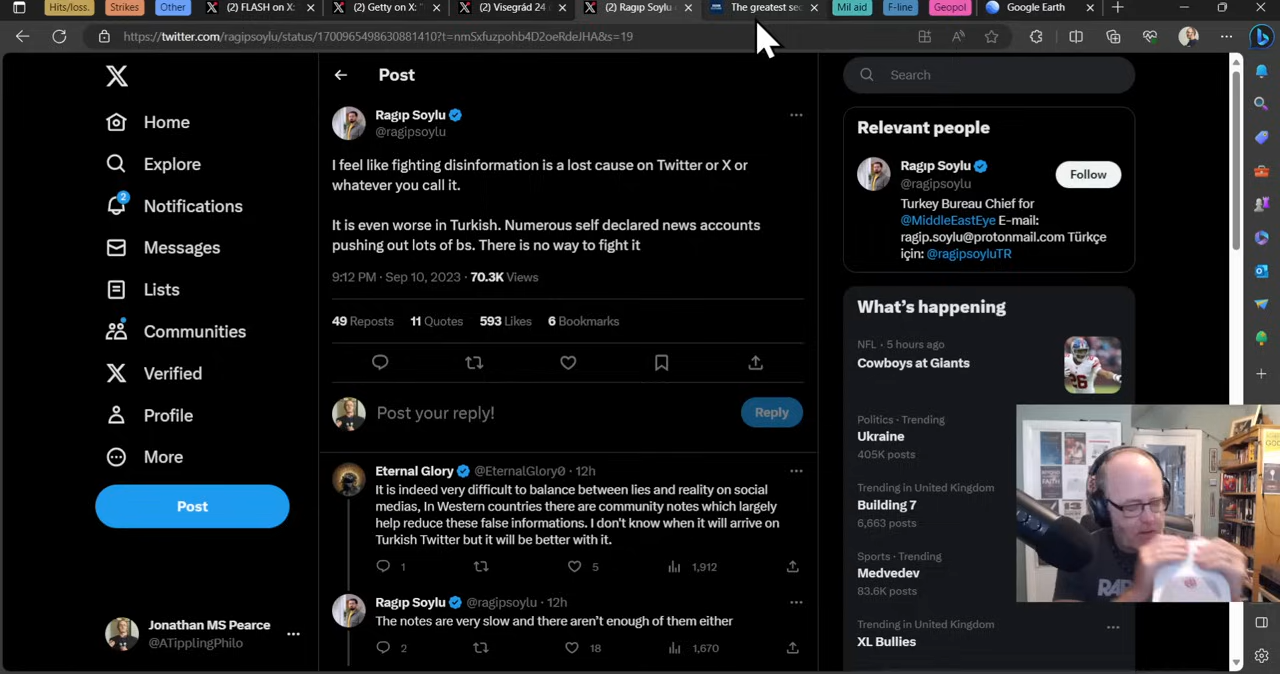 Hits/loss.
Strikes
Other
(2) FLASH on X:
(2) Getty on X: "
(2) Visegrád 24
(2) Ragıp Soylu
The greatest sec
Mil aid
F-line
Geopol
Google Earth
https://twitter.com/ragipsoylu/status/1700965498630881410?t=nmSxfuzpohb4D2oeRdeJHA&s=19
Home
Explore
2
Notifications
Messages
Lists
Communities
Verified
Profile
More
Post
Jonathan MS Pearce
@ATipplingPhilo
Post
Ragıp Soylu
@ragipsoylu
I feel like fighting disinformation is a lost cause on Twitter or X or
whatever you call it.
It is even worse in Turkish. Numerous self declared news accounts
pushing out lots of bs. There is no way to fight it
9:12 PM · Sep 10, 2023 · 70.3K Views
49 Reposts 11 Quotes 593 Likes 6 Bookmarks
Post your reply!
Reply
Eternal Glory @EternalGlory0 · 12h
It is indeed very difficult to balance between lies and reality on social
medias, In Western countries there are community notes which largely
help reduce these false informations. I don't know when it will arrive on
Turkish Twitter but it will be better with it.
1 5 1,912
Ragıp Soylu @ragipsoylu · 12h
The notes are very slow and there aren't enough of them either
2 18 1,670
Search
Relevant people
Ragıp Soylu
@ragipsoylu
Follow
Turkey Bureau Chief for
@MiddleEastEye E-mail:
ragip.soylu@protonmail.com Türkçe
için: @ragipsoyluTR
What's happening
NFL · 5 hours ago
Cowboys at Giants
Politics · Trending
Ukraine
405K posts
Trending in United Kingdom
Building 7
6,663 posts
Sports · Trending
Medvedev
83.6K posts
Trending in United Kingdom
XL Bullies